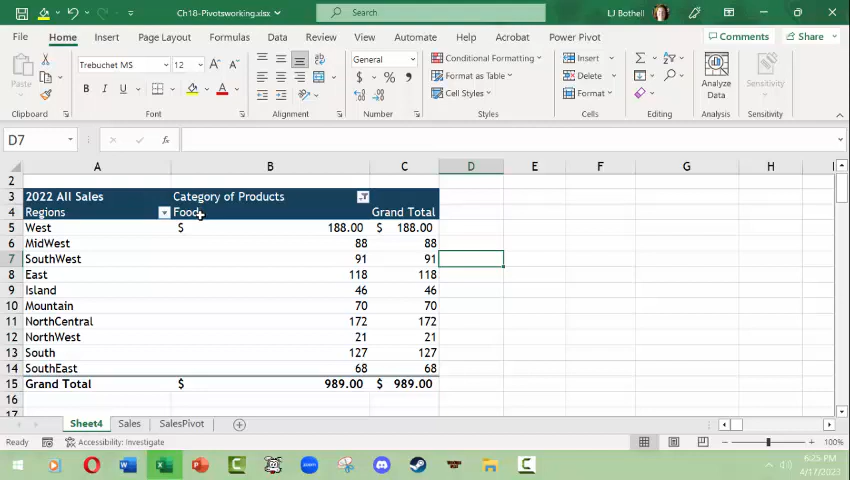 Ch18-Pivotsworking.xlsx
Search
LJ Bothell
File Home Insert Page Layout Formulas Data Review View Automate Help Acrobat Power Pivot Comments Share
Paste
Trebuchet MS 12
B I U A
General
$ % ,
Conditional Formatting
Format as Table
Cell Styles
Insert
Delete
Format
Analyze
Data
Sensitivity
Clipboard Font Alignment Number Styles Cells Editing Analysis Sensitivity
D7 fx
A B C D E F G H
2
3 2022 All Sales Category of Products
4 Regions Food Grand Total
5 West $ 188.00 $ 188.00
6 MidWest 88 88
7 SouthWest 91 91
8 East 118 118
9 Island 46 46
10 Mountain 70 70
11 NorthCentral 172 172
12 NorthWest 21 21
13 South 127 127
14 SouthEast 68 68
15 Grand Total $ 989.00 $ 989.00
16
17
Sheet4 Sales SalesPivot
Ready Accessibility: Investigate 100%
6:25 PM
4/17/2023